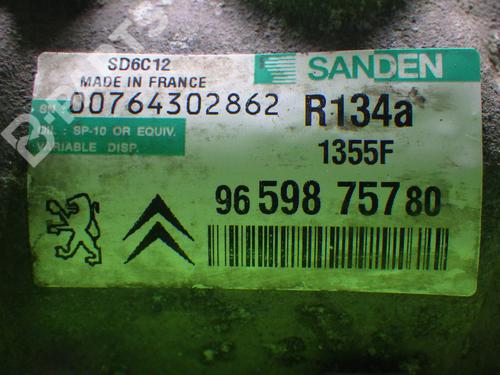 SD6C12
MADE IN FRANCE
SANDEN
SN: 00764302862
R134a
OIL : SP-10 OR EQUIV.
VARIABLE DISP.
1355F
96 598 757 80